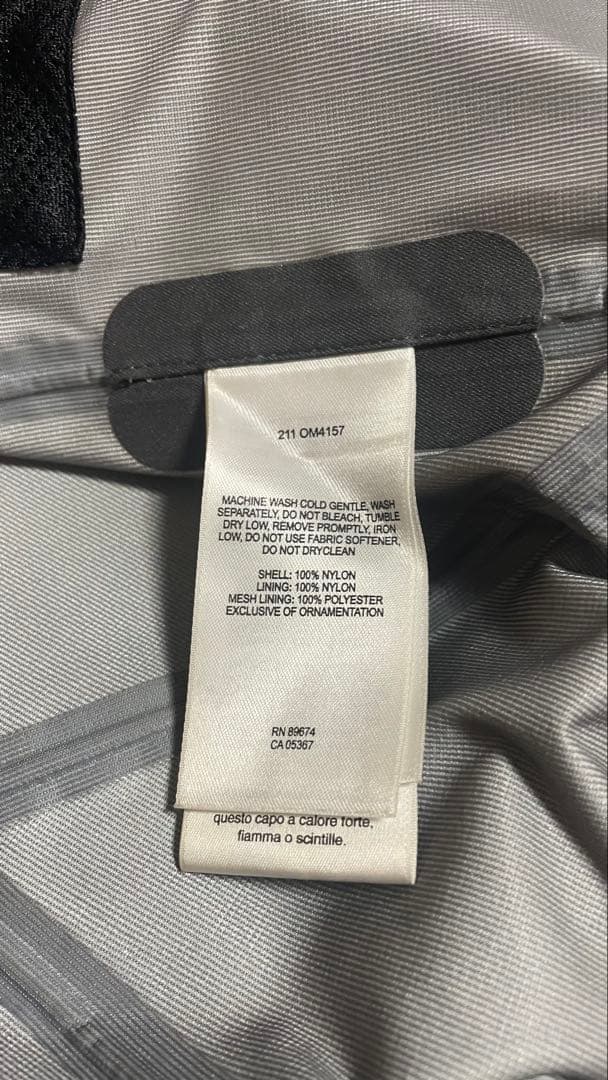 211 OM4157
MACHINE WASH COLD GENTLE, WASH
SEPARATELY, DO NOT BLEACH, TUMBLE
DRY LOW, REMOVE PROMPTLY, IRON
LOW, DO NOT USE FABRIC SOFTENER,
DO NOT DRYCLEAN
SHELL: 100% NYLON
LINING: 100% NYLON
MESH LINING: 100% POLYESTER
EXCLUSIVE OF ORNAMENTATION
RN 89674
CA 05367
questo capo a calore forte,
fiamma o scintille.